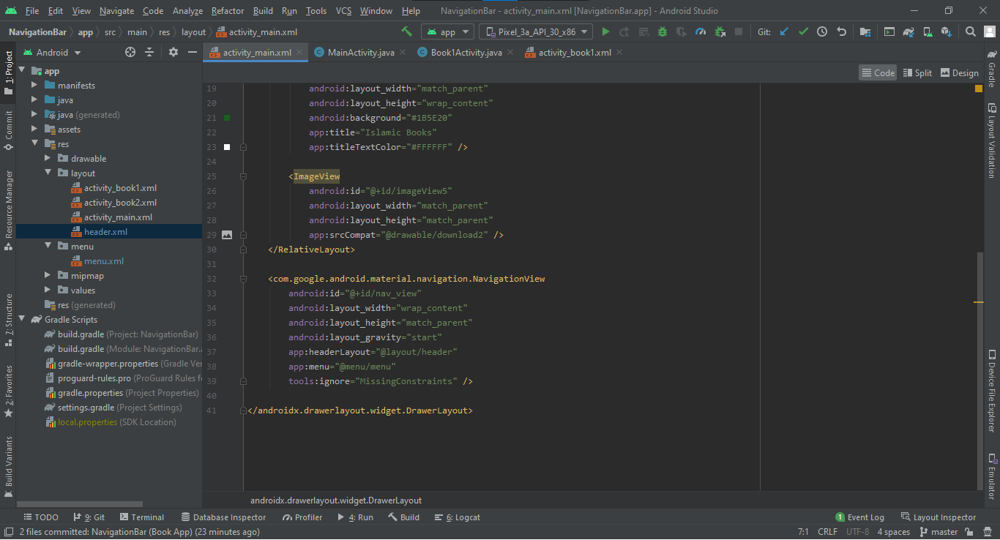 File Edit View Navigate Code Analyze Refactor Build Run Tools VCS Window Help NavigationBar - activity_main.xml [NavigationBar.app] - Android Studio
NavigationBar app src main res layout activity_main.xml app Pixel_3a_API_30_x86 Git:
Android
activity_main.xml MainActivity.java Book1Activity.java activity_book1.xml
Code Split Design
1: Project
Commit
Resource Manager
7: Structure
2: Favorites
Build Variants
app
manifests
java
java (generated)
assets
res
drawable
layout
activity_book1.xml
activity_book2.xml
activity_main.xml
header.xml
menu
menu.xml
mipmap
values
res (generated)
Gradle Scripts
build.gradle (Project: NavigationBar)
build.gradle (Module: NavigationBar.a
gradle-wrapper.properties (Gradle Ver
proguard-rules.pro (ProGuard Rules fo
gradle.properties (Project Properties)
settings.gradle (Project Settings)
local.properties (SDK Location)
19 android:layout_width="match_parent"
20 android:layout_height="wrap_content"
21 android:background="#1B5E20"
22 app:title="Islamic Books"
23 app:titleTextColor="#FFFFFF" />
24
25 <ImageView
26 android:id="@+id/imageView5"
27 android:layout_width="match_parent"
28 android:layout_height="match_parent"
29 app:srcCompat="@drawable/download2" />
30 </RelativeLayout>
31
32 <com.google.android.material.navigation.NavigationView
33 android:id="@+id/nav_view"
34 android:layout_width="wrap_content"
35 android:layout_height="match_parent"
36 android:layout_gravity="start"
37 app:headerLayout="@layout/header"
38 app:menu="@menu/menu"
39 tools:ignore="MissingConstraints" />
40
41 </androidx.drawerlayout.widget.DrawerLayout>
androidx.drawerlayout.widget.DrawerLayout
Gradle
Layout Validation
Device File Explorer
Emulator
TODO 9: Git Terminal Database Inspector Profiler 4: Run Build 6: Logcat 1 Event Log Layout Inspector
2 files committed: NavigationBar (Book App) (23 minutes ago) 7:1 CRLF UTF-8 4 spaces master